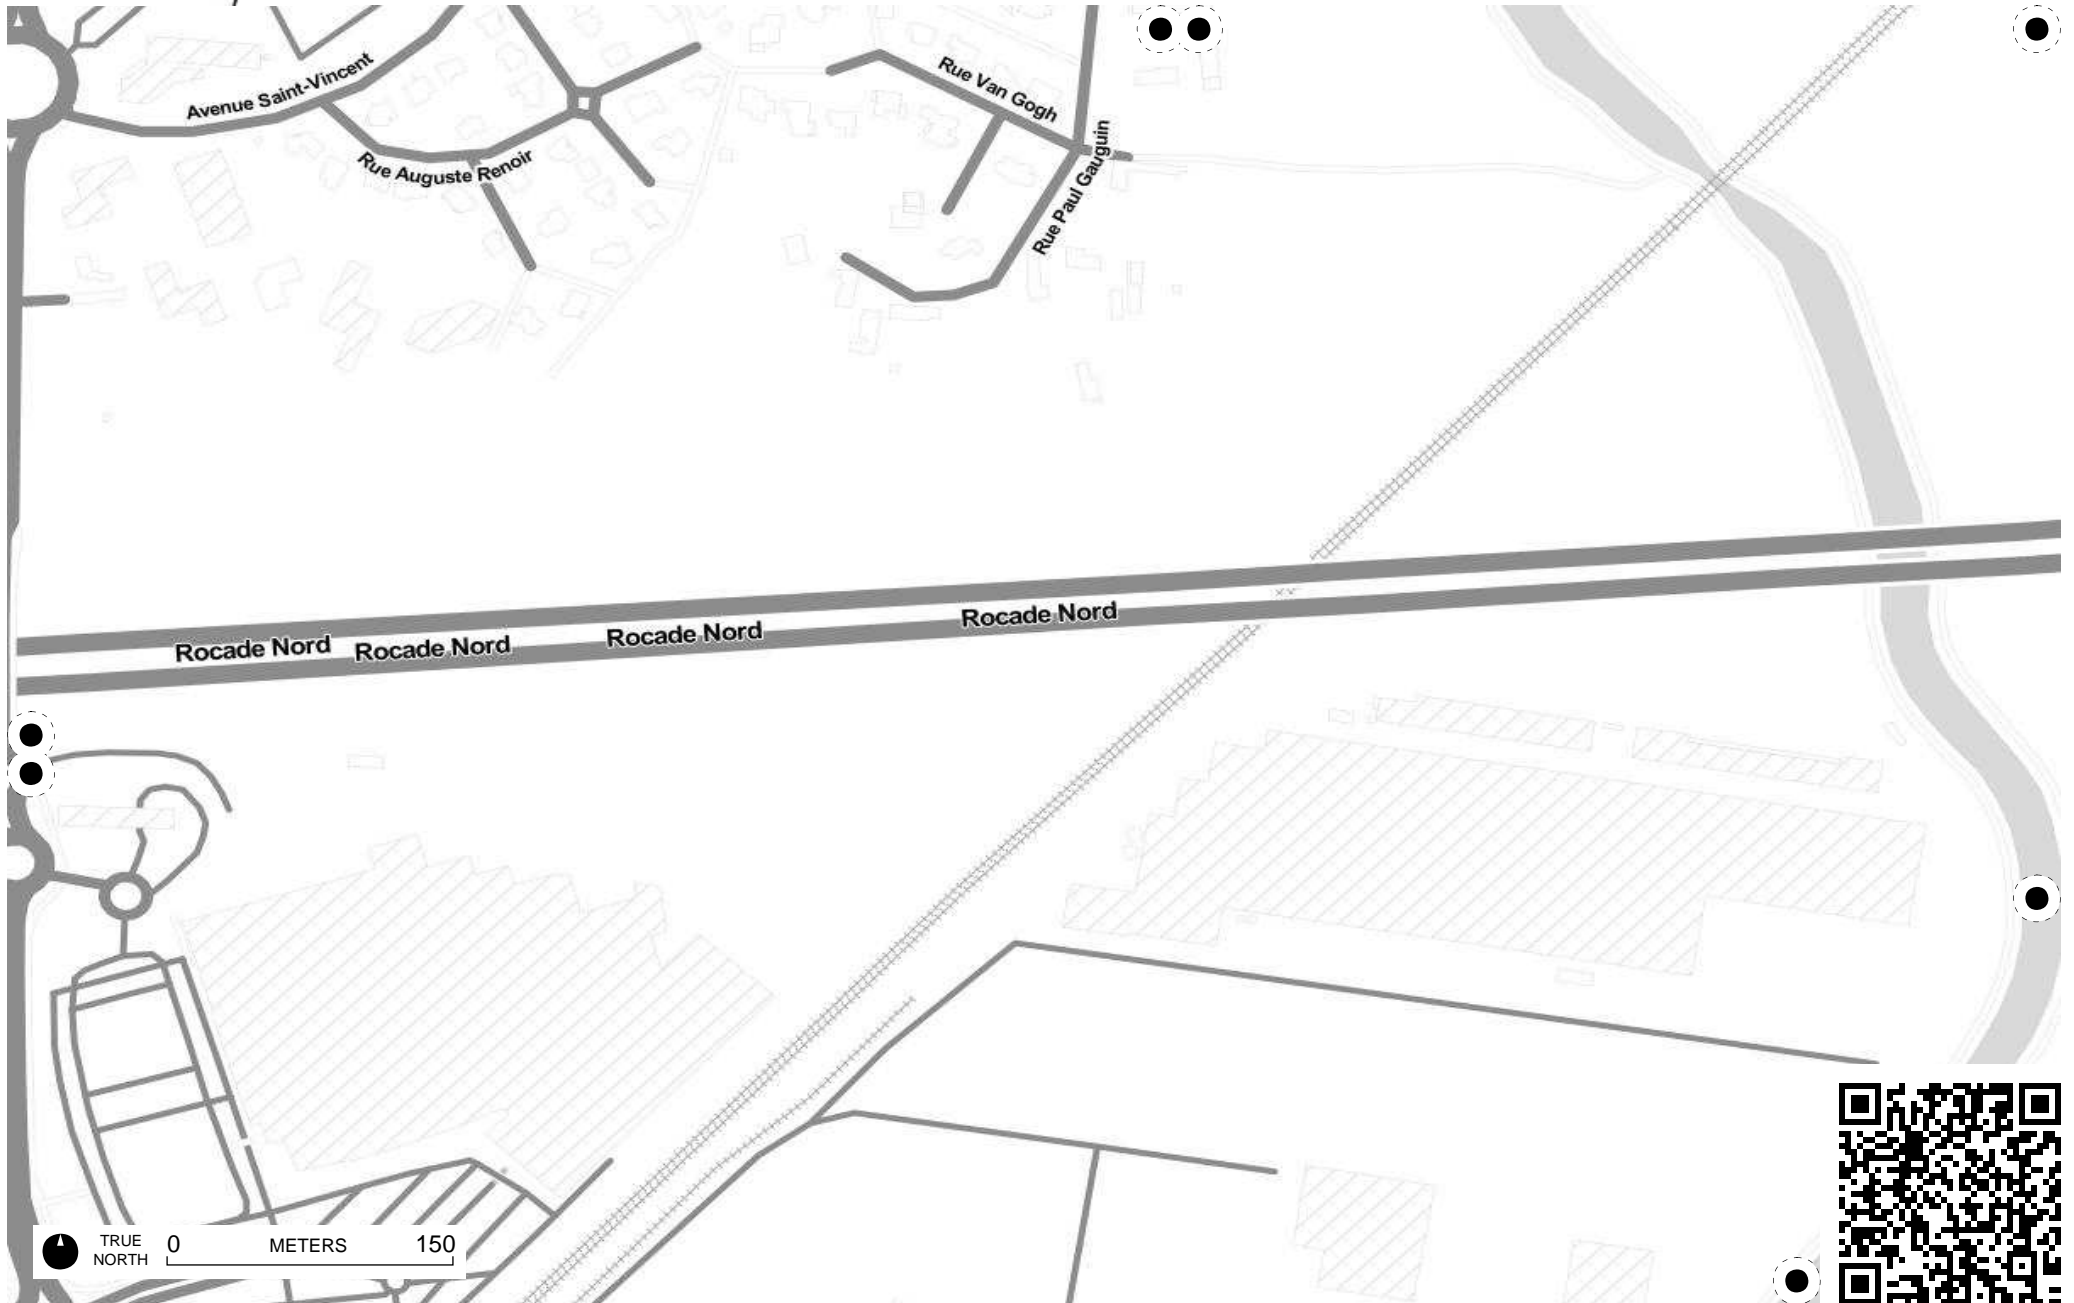 Avenue Saint-Vincent
Rue Van Gogh
Rue Auguste Renoir
Rue Paul Gauguin
Rocade Nord
Rocade Nord
Rocade Nord
Rocade Nord
TRUE
NORTH
0 METERS 150